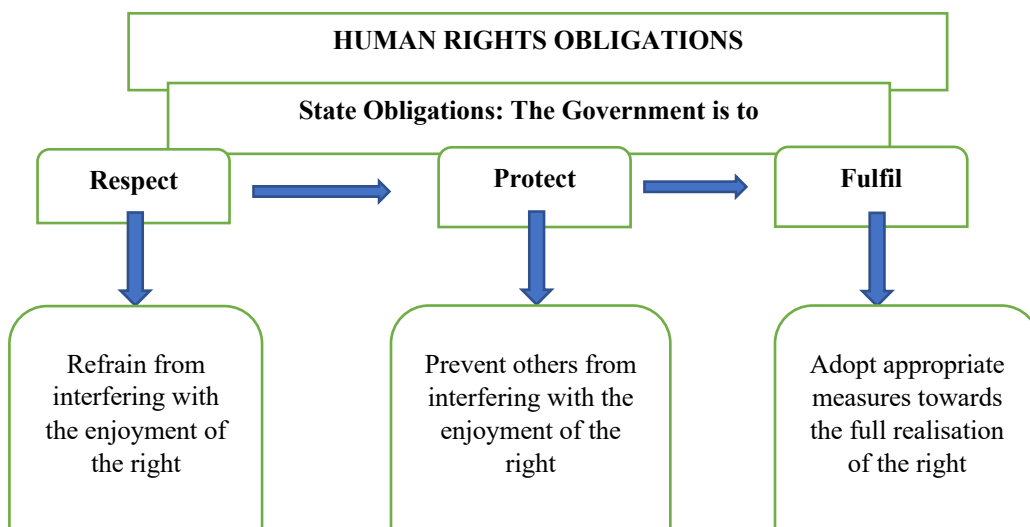 HUMAN RIGHTS OBLIGATIONS
State Obligations: The Government is to
Respect
Protect
Fulfil
Refrain from
interfering with
the enjoyment of
the right
Prevent others from
interfering with the
enjoyment of the
right
Adopt appropriate
measures towards
the full realisation
of the right